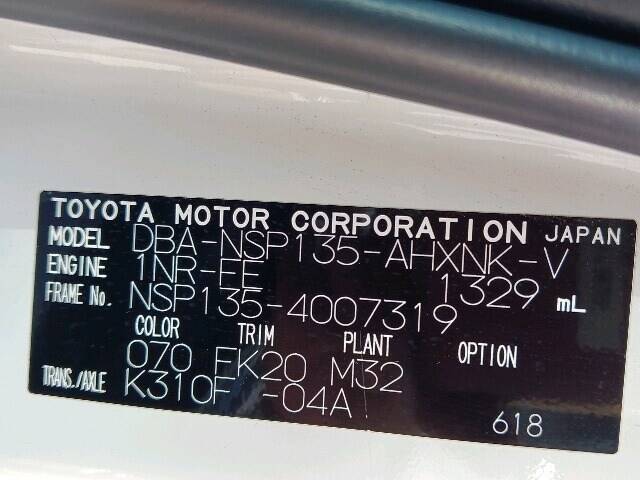 TOYOTA MOTOR CORPORATION JAPAN
MODEL DBA-NSP135-AHXNK-V
ENGINE 1NR-FE 1329 mL
FRAME No. NSP135-4007319
COLOR TRIM PLANT OPTION
070 FK20 M32
TRANS./AXLE K310F -04A
618